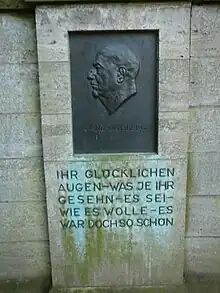 IHR GLÜCKLICHEN
AUGEN–WAS JE IHR
GESEHN–ES SEI–
WIE ES WOLLE–ES
WAR DOCH SO SCHÖN